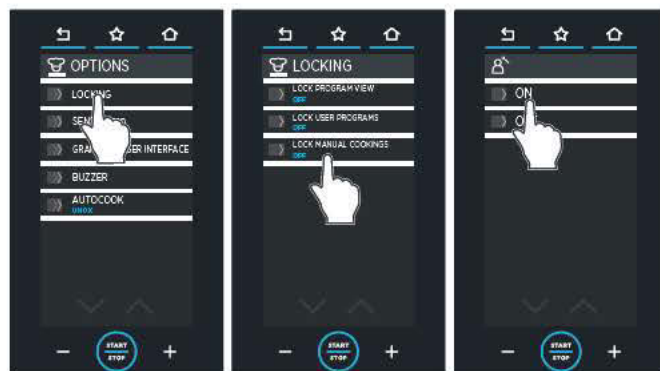 OPTIONS
LOCKING
BUZZER
AUTOCOOK
UNOX
START
STOP
LOCKING
LOCK PROGRAM VIEW
OFF
LOCK USER PROGRAMS
OFF
LOCK MANUAL COOKINGS
OFF
START
STOP
ON
START
STOP